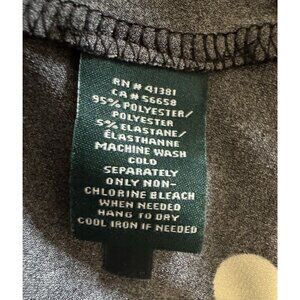 RN # 41381
CA # 56658
95% POLYESTER/
POLYESTER
5% ELASTANE/
ÉLASTHANNE
MACHINE WASH
COLD
SEPARATELY
ONLY NON-
CHLORINE BLEACH
WHEN NEEDED
HANG TO DRY
COOL IRON IF NEEDED